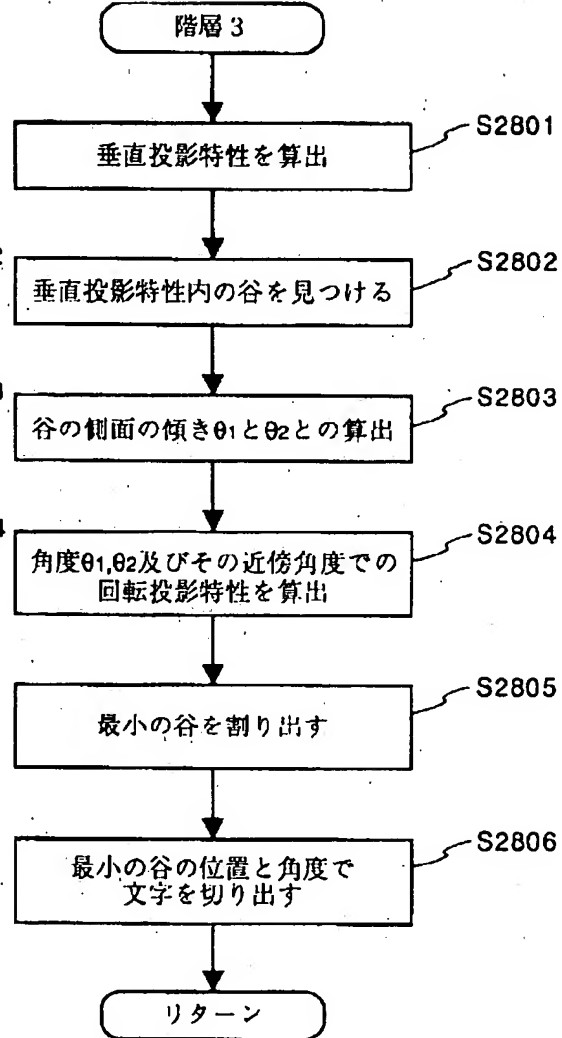 階層3
垂直投影特性を算出
S2801
垂直投影特性内の谷を見つける
S2802
谷の側面の傾きθ1とθ2との算出
S2803
角度θ1,θ2及びその近傍角度での
回転投影特性を算出
S2804
最小の谷を割り出す
S2805
最小の谷の位置と角度で
文字を切り出す
S2806
リターン